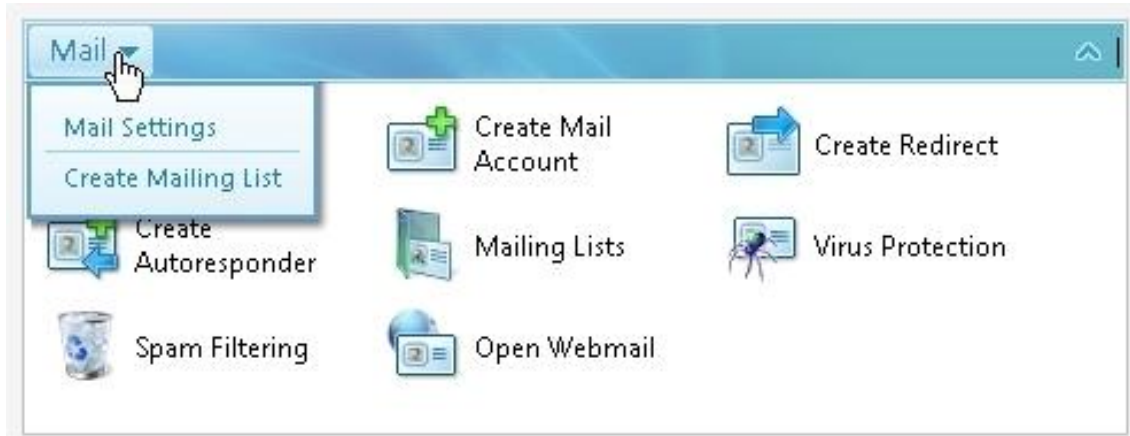 Mail
Mail Settings
Create Mailing List
Create Mail
Account
Create Redirect
Create
Autoresponder
Mailing Lists
Virus Protection
Spam Filtering
Open Webmail